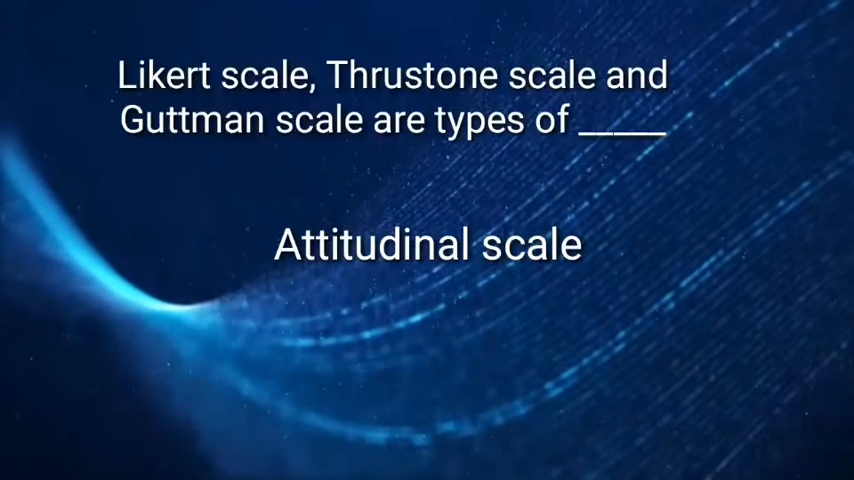 Likert scale, Thrustone scale and
Guttman scale are types of _____
Attitudinal scale